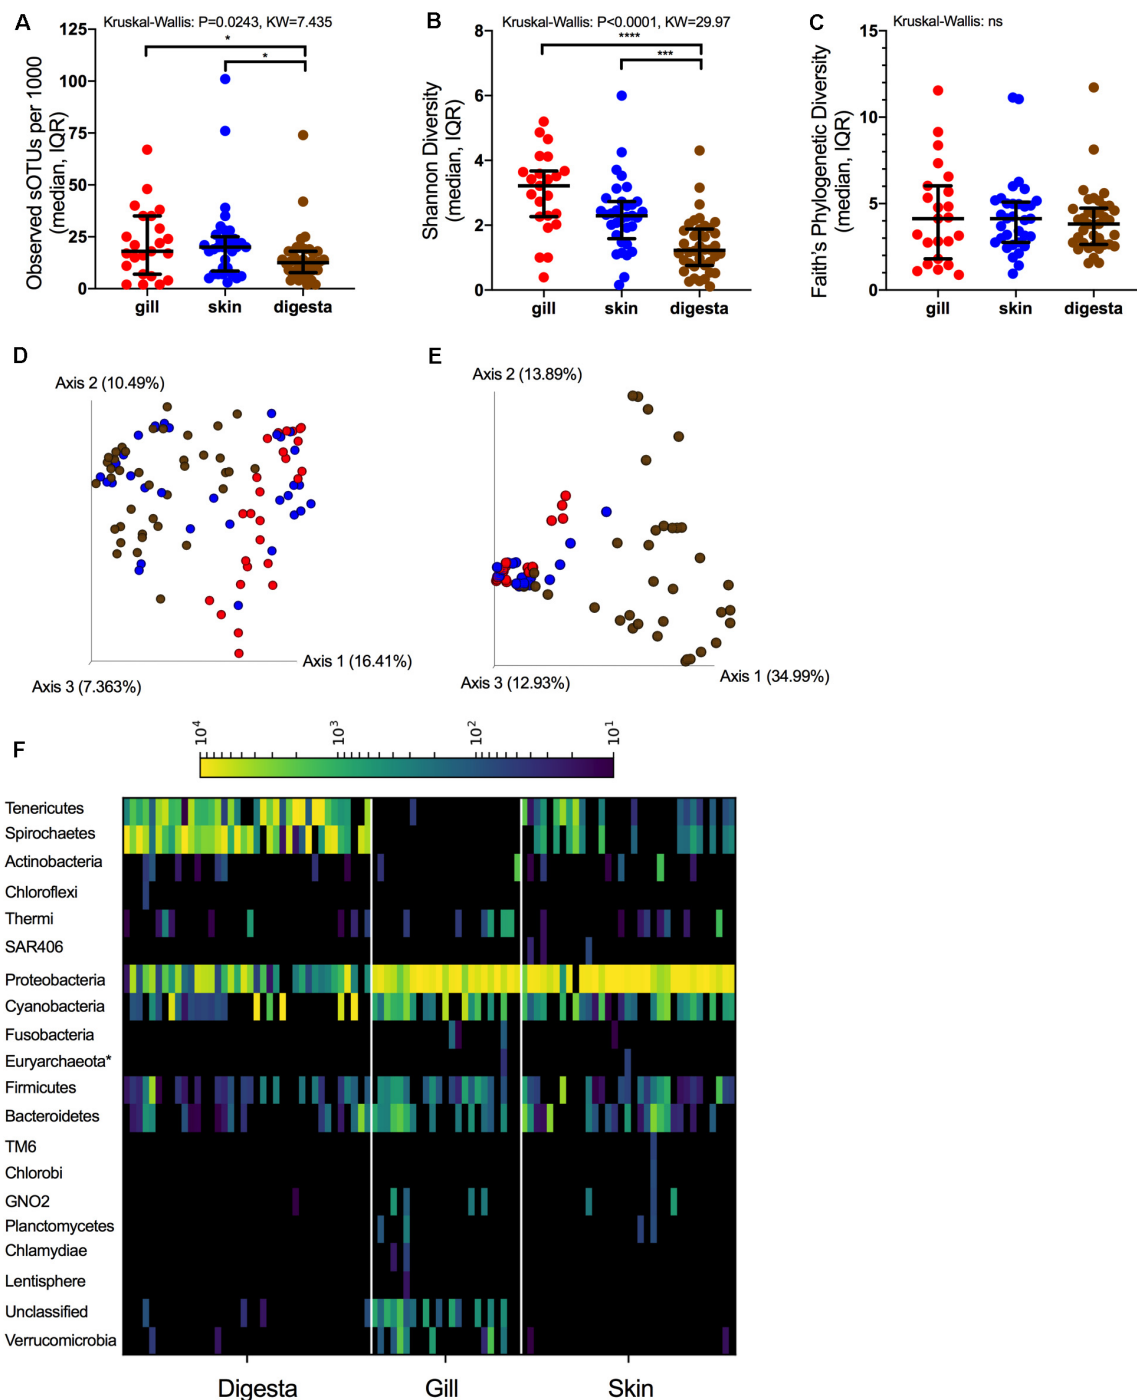 A
Kruskal-Wallis: P=0.0243, KW=7.435
Observed sOTUs per 1000
(median, IQR)
125
100
75
50
25
0
*
*
gill
skin
digesta
B
Kruskal-Wallis: P<0.0001, KW=29.97
Shannon Diversity
(median, IQR)
8
6
4
2
0
****
***
gill
skin
digesta
C
Kruskal-Wallis: ns
Faith's Phylogenetic Diversity
(median, IQR)
15
10
5
0
gill
skin
digesta
D
Axis 2 (10.49%)
Axis 1 (16.41%)
Axis 3 (7.363%)
E
Axis 2 (13.89%)
Axis 1 (34.99%)
Axis 3 (12.93%)
F
10⁴
10³
10²
10¹
Tenericutes
Spirochaetes
Actinobacteria
Chloroflexi
Thermi
SAR406
Proteobacteria
Cyanobacteria
Fusobacteria
Euryarchaeota*
Firmicutes
Bacteroidetes
TM6
Chlorobi
GNO2
Planctomycetes
Chlamydiae
Lentisphere
Unclassified
Verrucomicrobia
Digesta
Gill
Skin